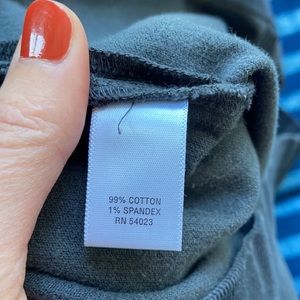 99% COTTON
1% SPANDEX
RN 54023